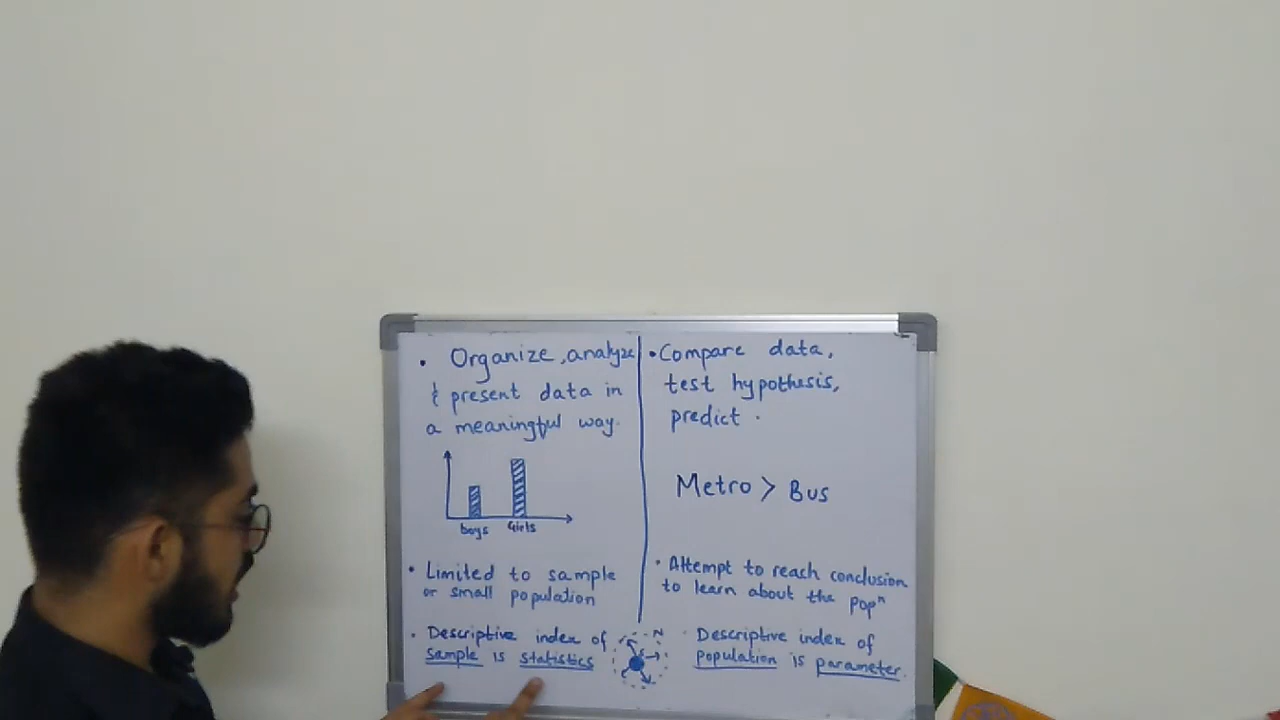 • Organize, analyze
& present data in
a meaningful way.
boys Girls
• Limited to sample
or small population
• Descriptive index of
sample is statistics
N
• Compare data,
test hypothesis,
predict.
Metro > Bus
• Attempt to reach conclusion
to learn about the popⁿ
• Descriptive index of
population is parameter.